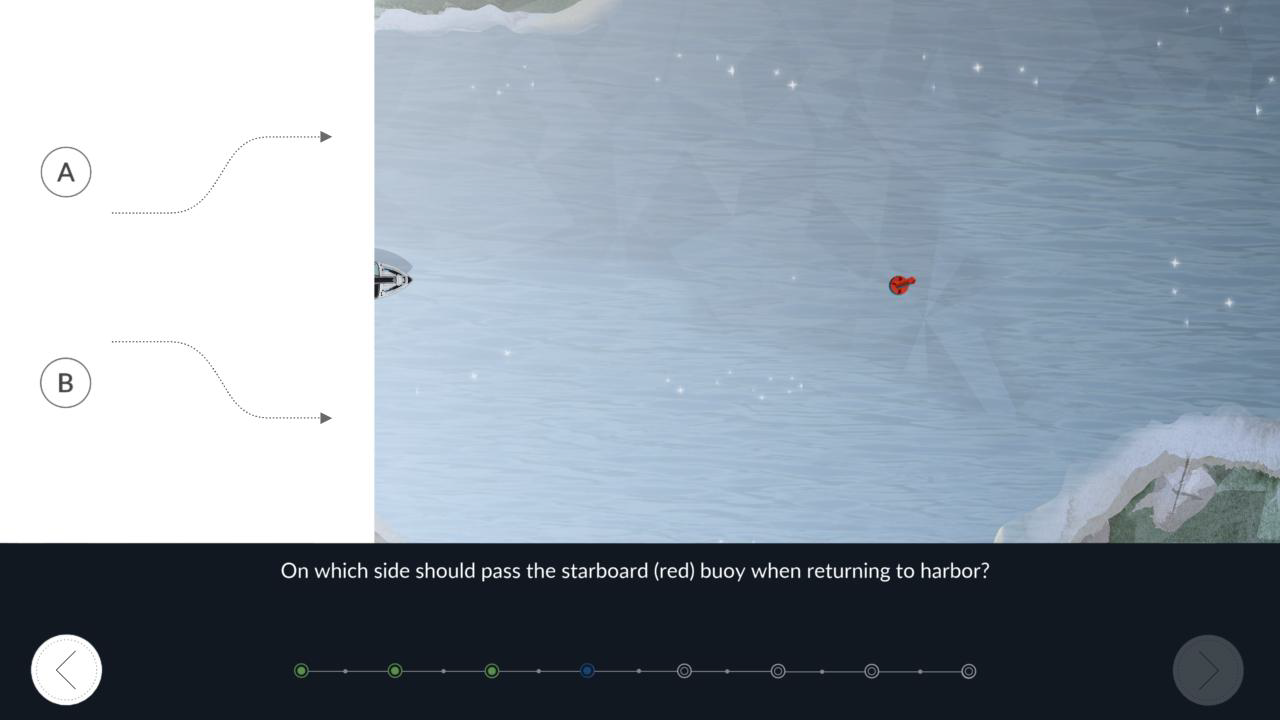 A
B
On which side should pass the starboard (red) buoy when returning to harbor?